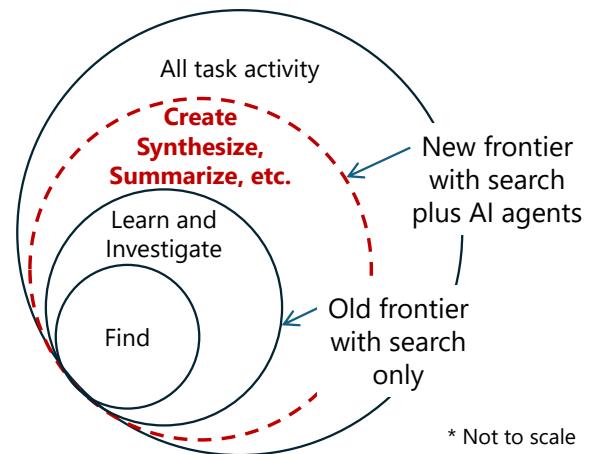 All task activity
Create
Synthesize,
Summarize, etc.
New frontier
with search
plus AI agents
Learn and
Investigate
Old frontier
with search
only
Find
* Not to scale